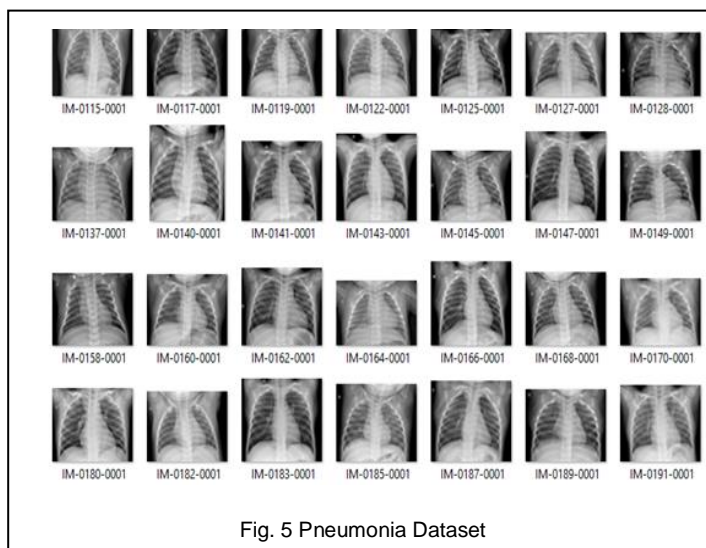 IM-0115-0001 IM-0117-0001 IM-0119-0001 IM-0122-0001 IM-0125-0001 IM-0127-0001 IM-0128-0001
IM-0137-0001 IM-0140-0001 IM-0141-0001 IM-0143-0001 IM-0145-0001 IM-0147-0001 IM-0149-0001
IM-0158-0001 IM-0160-0001 IM-0162-0001 IM-0164-0001 IM-0166-0001 IM-0168-0001 IM-0170-0001
IM-0180-0001 IM-0182-0001 IM-0183-0001 IM-0185-0001 IM-0187-0001 IM-0189-0001 IM-0191-0001
Fig. 5 Pneumonia Dataset